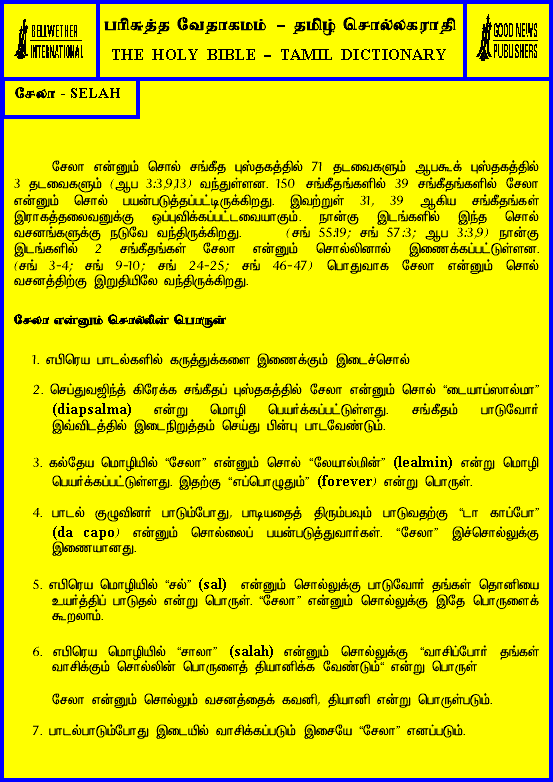 BELLWETHER
INTERNATIONAL
பரிசுத்த வேதாகமம் – தமிழ் சொல்லகராதி
THE HOLY BIBLE – TAMIL DICTIONARY
GOOD NEWS
PUBLISHERS
சேலா - SELAH
சேலா என்னும் சொல் சங்கீத புஸ்தகத்தில் 71 தடவைகளும் ஆபகூக் புஸ்தகத்தில்
3 தடவைகளும் (ஆப 3:3,9,13) வந்துள்ளன. 150 சங்கீதங்களில் 39 சங்கீதங்களில் சேலா
என்னும் சொல் பயன்படுத்தப்பட்டிருக்கிறது. இவற்றுள் 31, 39 ஆகிய சங்கீதங்கள்
இராகத்தலைவனுக்கு ஒப்புவிக்கப்பட்டவையாகும். நான்கு இடங்களில் இந்த சொல்
வசனங்களுக்கு நடுவே வந்திருக்கிறது. (சங் 55:19; சங் 57:3; ஆப 3:3,9) நான்கு
இடங்களில் 2 சங்கீதங்கள் சேலா என்னும் சொல்லினால் இணைக்கப்பட்டுள்ளன.
(சங் 3-4; சங் 9-10; சங் 24-25; சங் 46-47) பொதுவாக சேலா என்னும் சொல்
வசனத்திற்கு இறுதியிலே வந்திருக்கிறது.
சேலா என்னும் சொல்லின் பொருள்
1. எபிரெய பாடல்களில் கருத்துக்களை இணைக்கும் இடைச்சொல்
2. செப்துவஜிந்த் கிரேக்க சங்கீதப் புஸ்தகத்தில் சேலா என்னும் சொல் “டையாப்ஸால்மா”
(diapsalma) என்று மொழி பெயர்க்கப்பட்டுள்ளது. சங்கீதம் பாடுவோர்
இவ்விடத்தில் இடைநிறுத்தம் செய்து பின்பு பாடவேண்டும்.
3. கல்தேய மொழியில் “சேலா” என்னும் சொல் “லேயால்மின்” (lealmin) என்று மொழி
பெயர்க்கப்பட்டுள்ளது. இதற்கு “எப்பொழுதும்” (forever) என்று பொருள்.
4. பாடல் குழுவினர் பாடும்போது, பாடியதைத் திரும்பவும் பாடுவதற்கு “டா காப்போ”
(da capo) என்னும் சொல்லைப் பயன்படுத்துவார்கள். “சேலா” இச்சொல்லுக்கு
இணையானது.
5. எபிரெய மொழியில் “சல்” (sal) என்னும் சொல்லுக்கு பாடுவோர் தங்கள் தொனியை
உயர்த்திப் பாடுதல் என்று பொருள். “சேலா” என்னும் சொல்லுக்கு இதே பொருளைக்
கூறலாம்.
6. எபிரெய மொழியில் “சாலா” (salah) என்னும் சொல்லுக்கு “வாசிப்போர் தங்கள்
வாசிக்கும் சொல்லின் பொருளைத் தியானிக்க வேண்டும்“ என்று பொருள்
சேலா என்னும் சொல்லும் வசனத்தைக் கவனி, தியானி என்று பொருள்படும்.
7. பாடல்பாடும்போது இடையில் வாசிக்கப்படும் இசையே “சேலா” எனப்படும்.